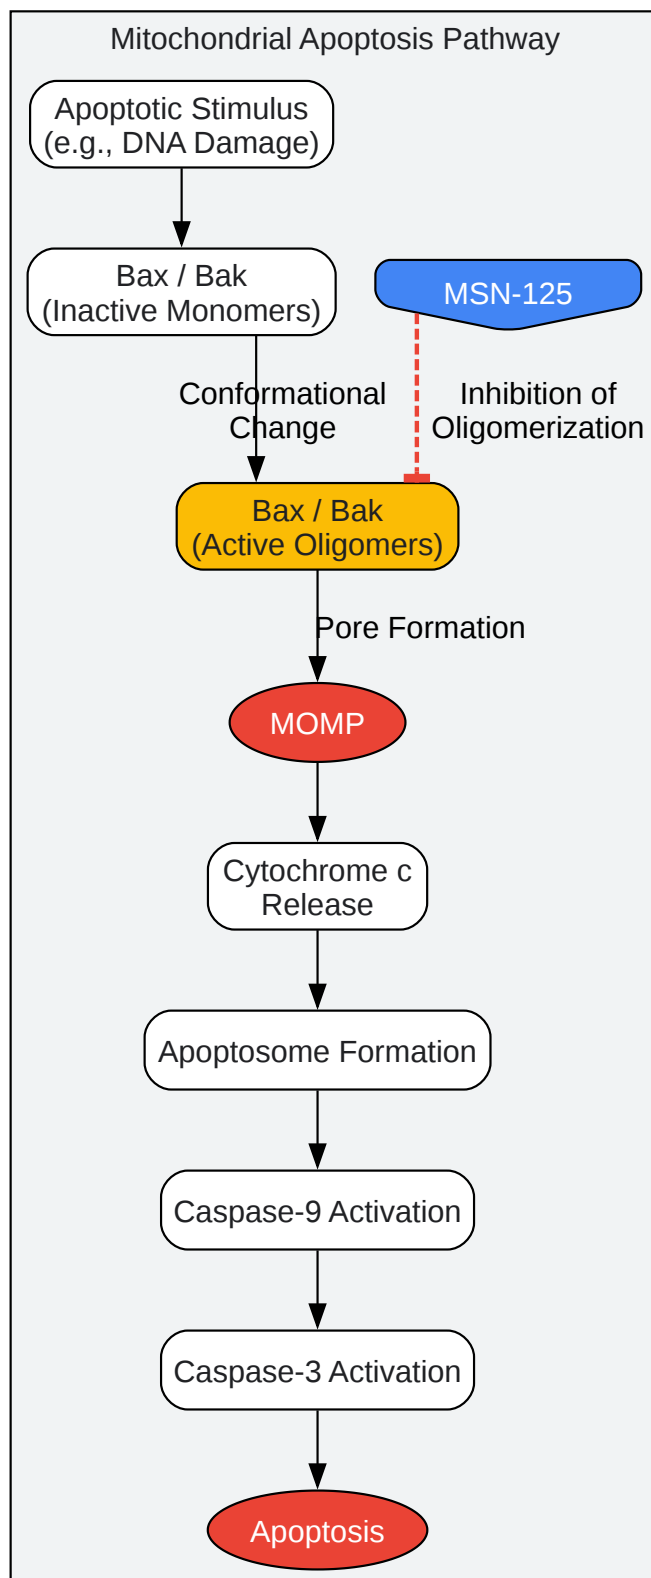 Mitochondrial Apoptosis Pathway
Apoptotic Stimulus
(e.g., DNA Damage)
Bax / Bak
(Inactive Monomers)
MSN-125
Conformational
Change
Inhibition of
Oligomerization
Bax / Bak
(Active Oligomers)
Pore Formation
MOMP
Cytochrome c
Release
Apoptosome Formation
Caspase-9 Activation
Caspase-3 Activation
Apoptosis